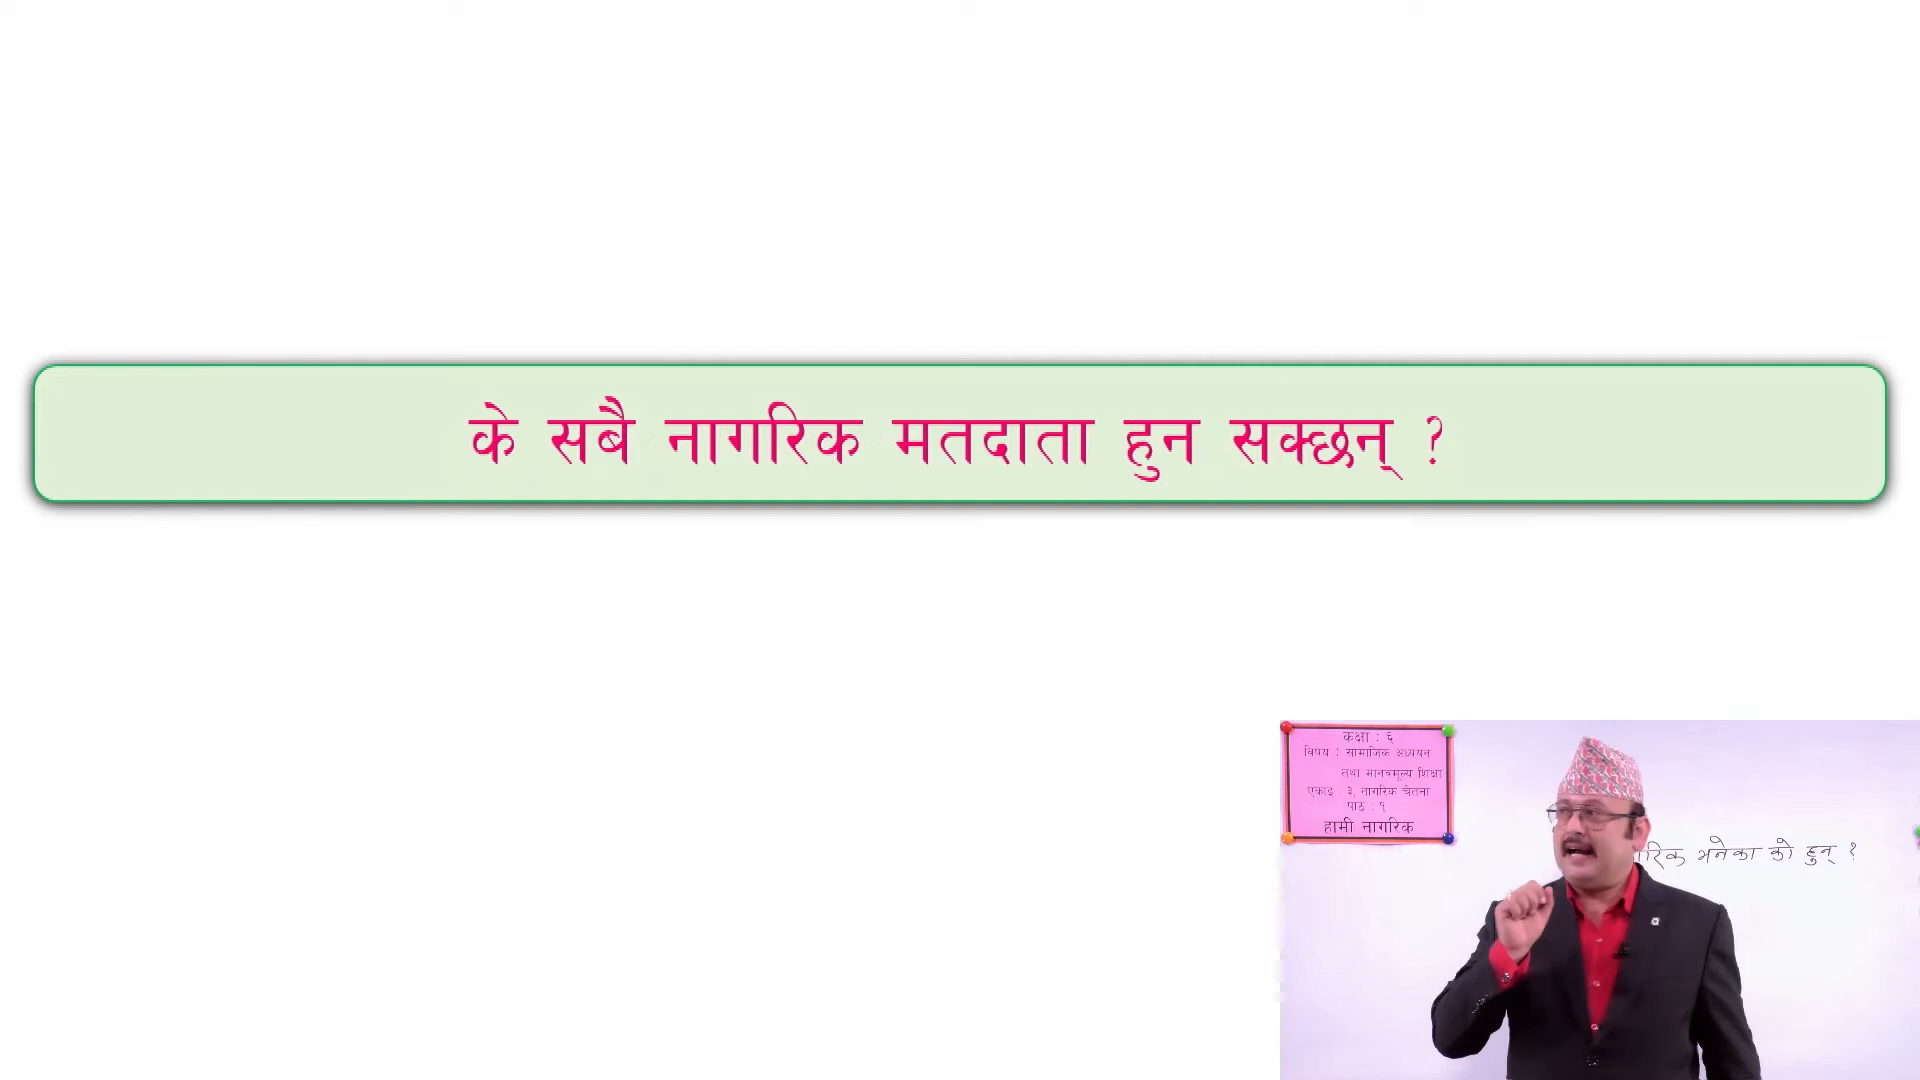 के सबै नागरिक मतदाता हुन सक्छन् ?
कक्षा : ६
विषय : सामाजिक अध्ययन
तथा मानवमूल्य शिक्षा
एकाइ : ३, नागरिक चेतना
पाठ : १
हामी नागरिक
भनेका को हुन् ?